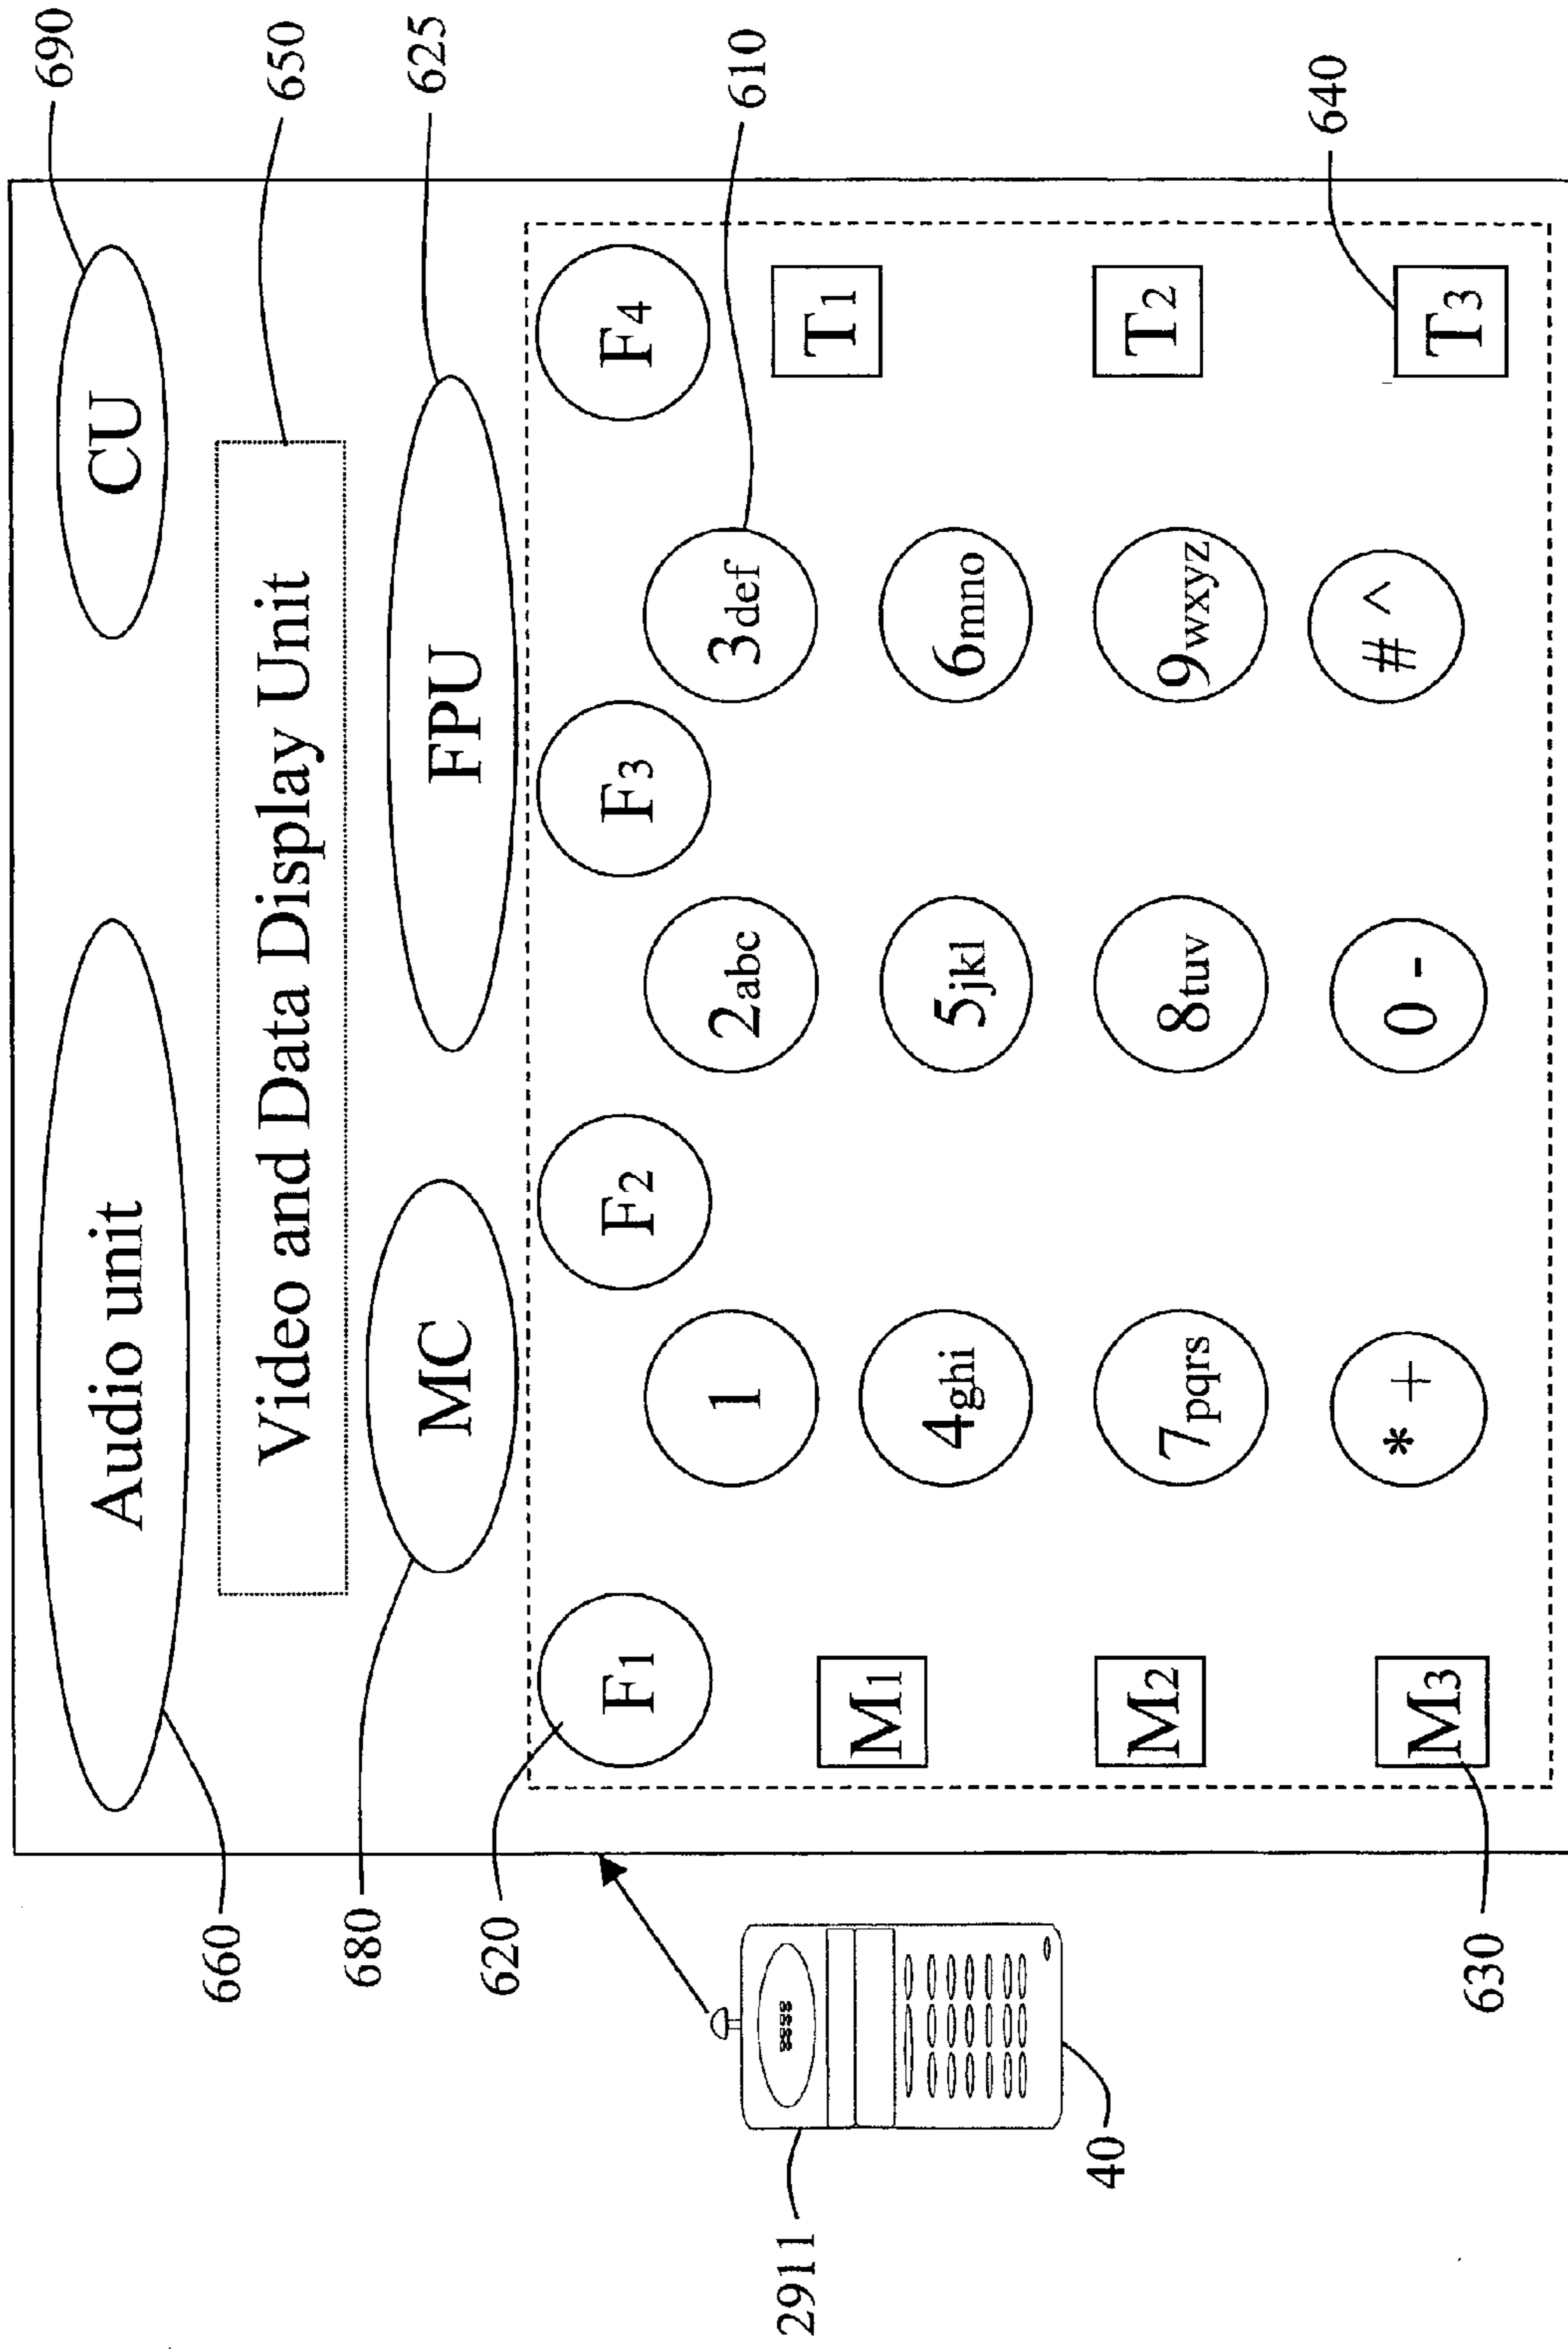 690
650
625
610
640
Audio unit
CU
Video and Data Display Unit
MC
FPU
F1
F2
F3
F4
1
2abc
3def
M1
T1
4ghi
5jkl
6mno
M2
7pqrs
8tuv
9wxyz
T2
M3
* +
0 -
# ^
T3
660
680
620
630
2911
40